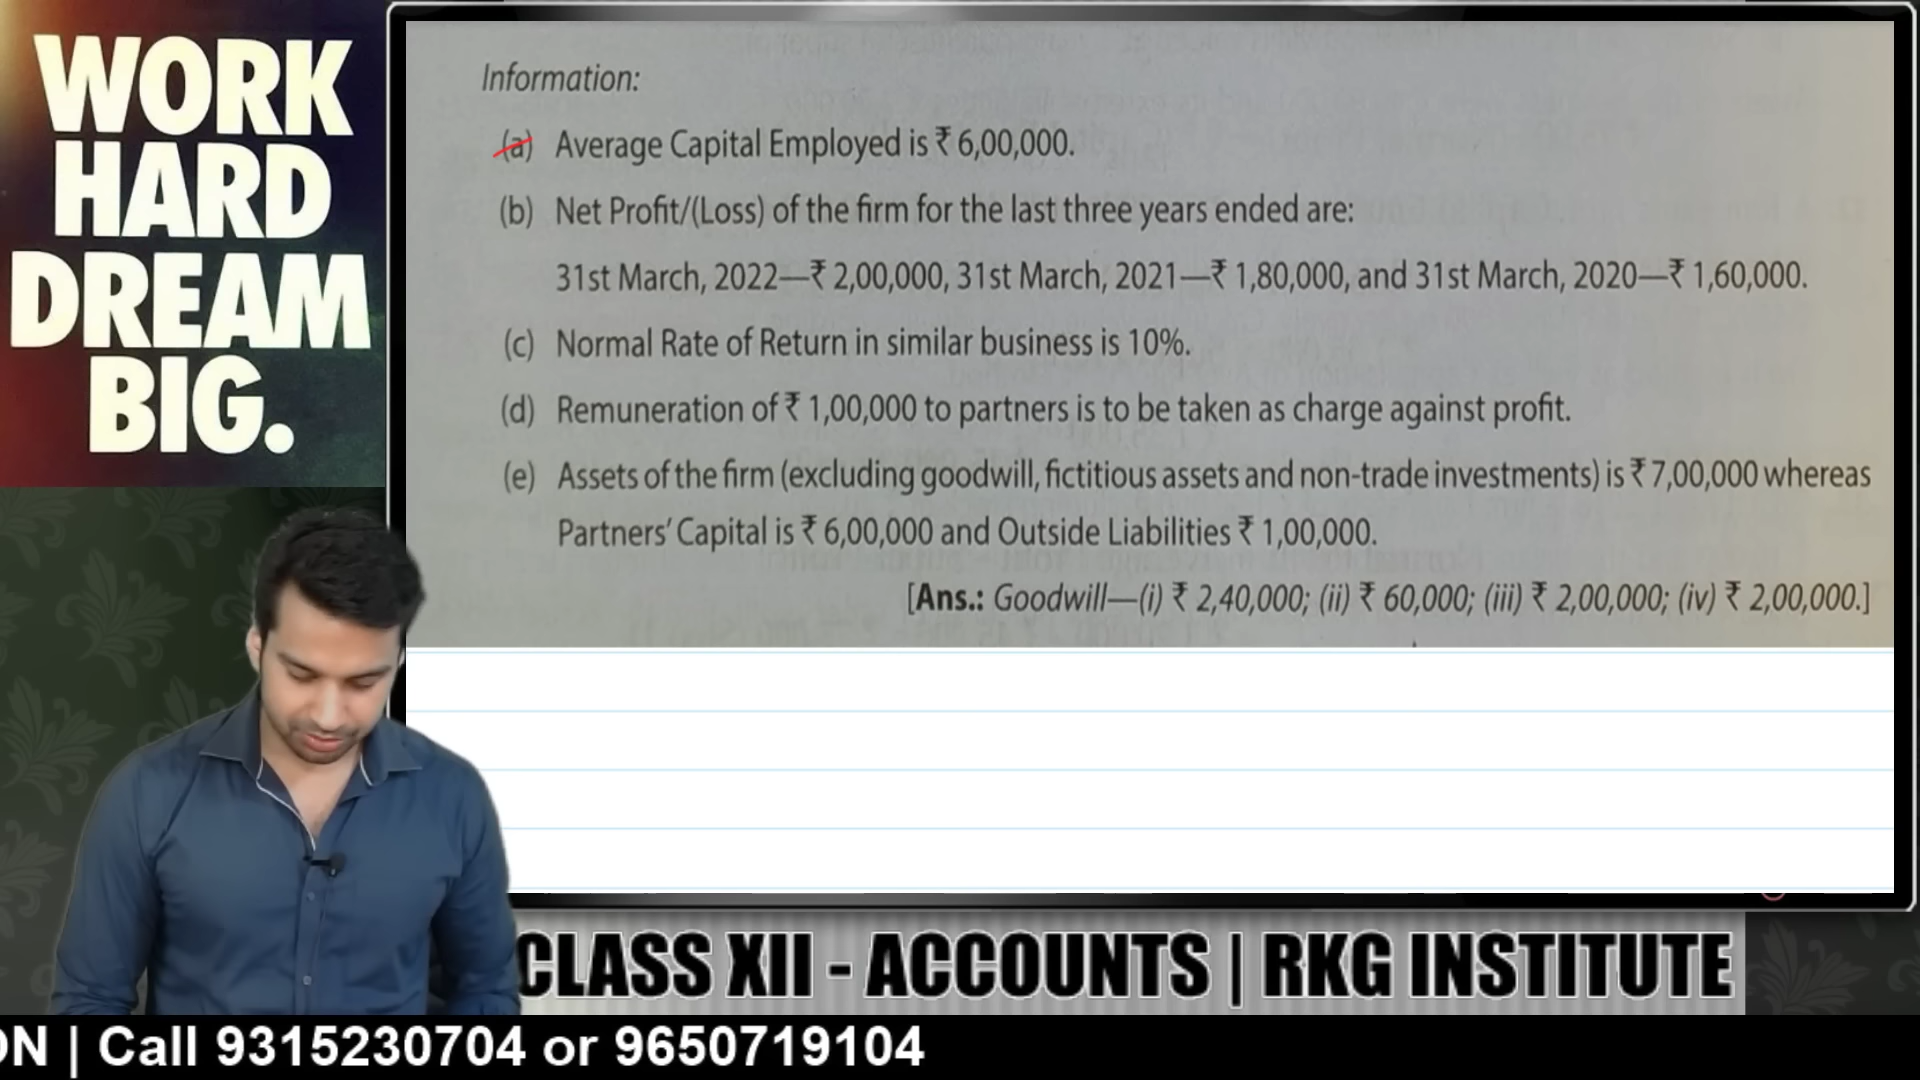 WORK
HARD
DREAM
BIG.
Information:
(a) Average Capital Employed is ₹ 6,00,000.
(b) Net Profit/(Loss) of the firm for the last three years ended are:
31st March, 2022—₹ 2,00,000, 31st March, 2021—₹ 1,80,000, and 31st March, 2020—₹ 1,60,000.
(c) Normal Rate of Return in similar business is 10%.
(d) Remuneration of ₹ 1,00,000 to partners is to be taken as charge against profit.
(e) Assets of the firm (excluding goodwill, fictitious assets and non-trade investments) is ₹ 7,00,000 whereas
Partners' Capital is ₹ 6,00,000 and Outside Liabilities ₹ 1,00,000.
[Ans.: Goodwill—(i) ₹ 2,40,000; (ii) ₹ 60,000; (iii) ₹ 2,00,000; (iv) ₹ 2,00,000.]
CLASS XII - ACCOUNTS | RKG INSTITUTE
ON | Call 9315230704 or 9650719104